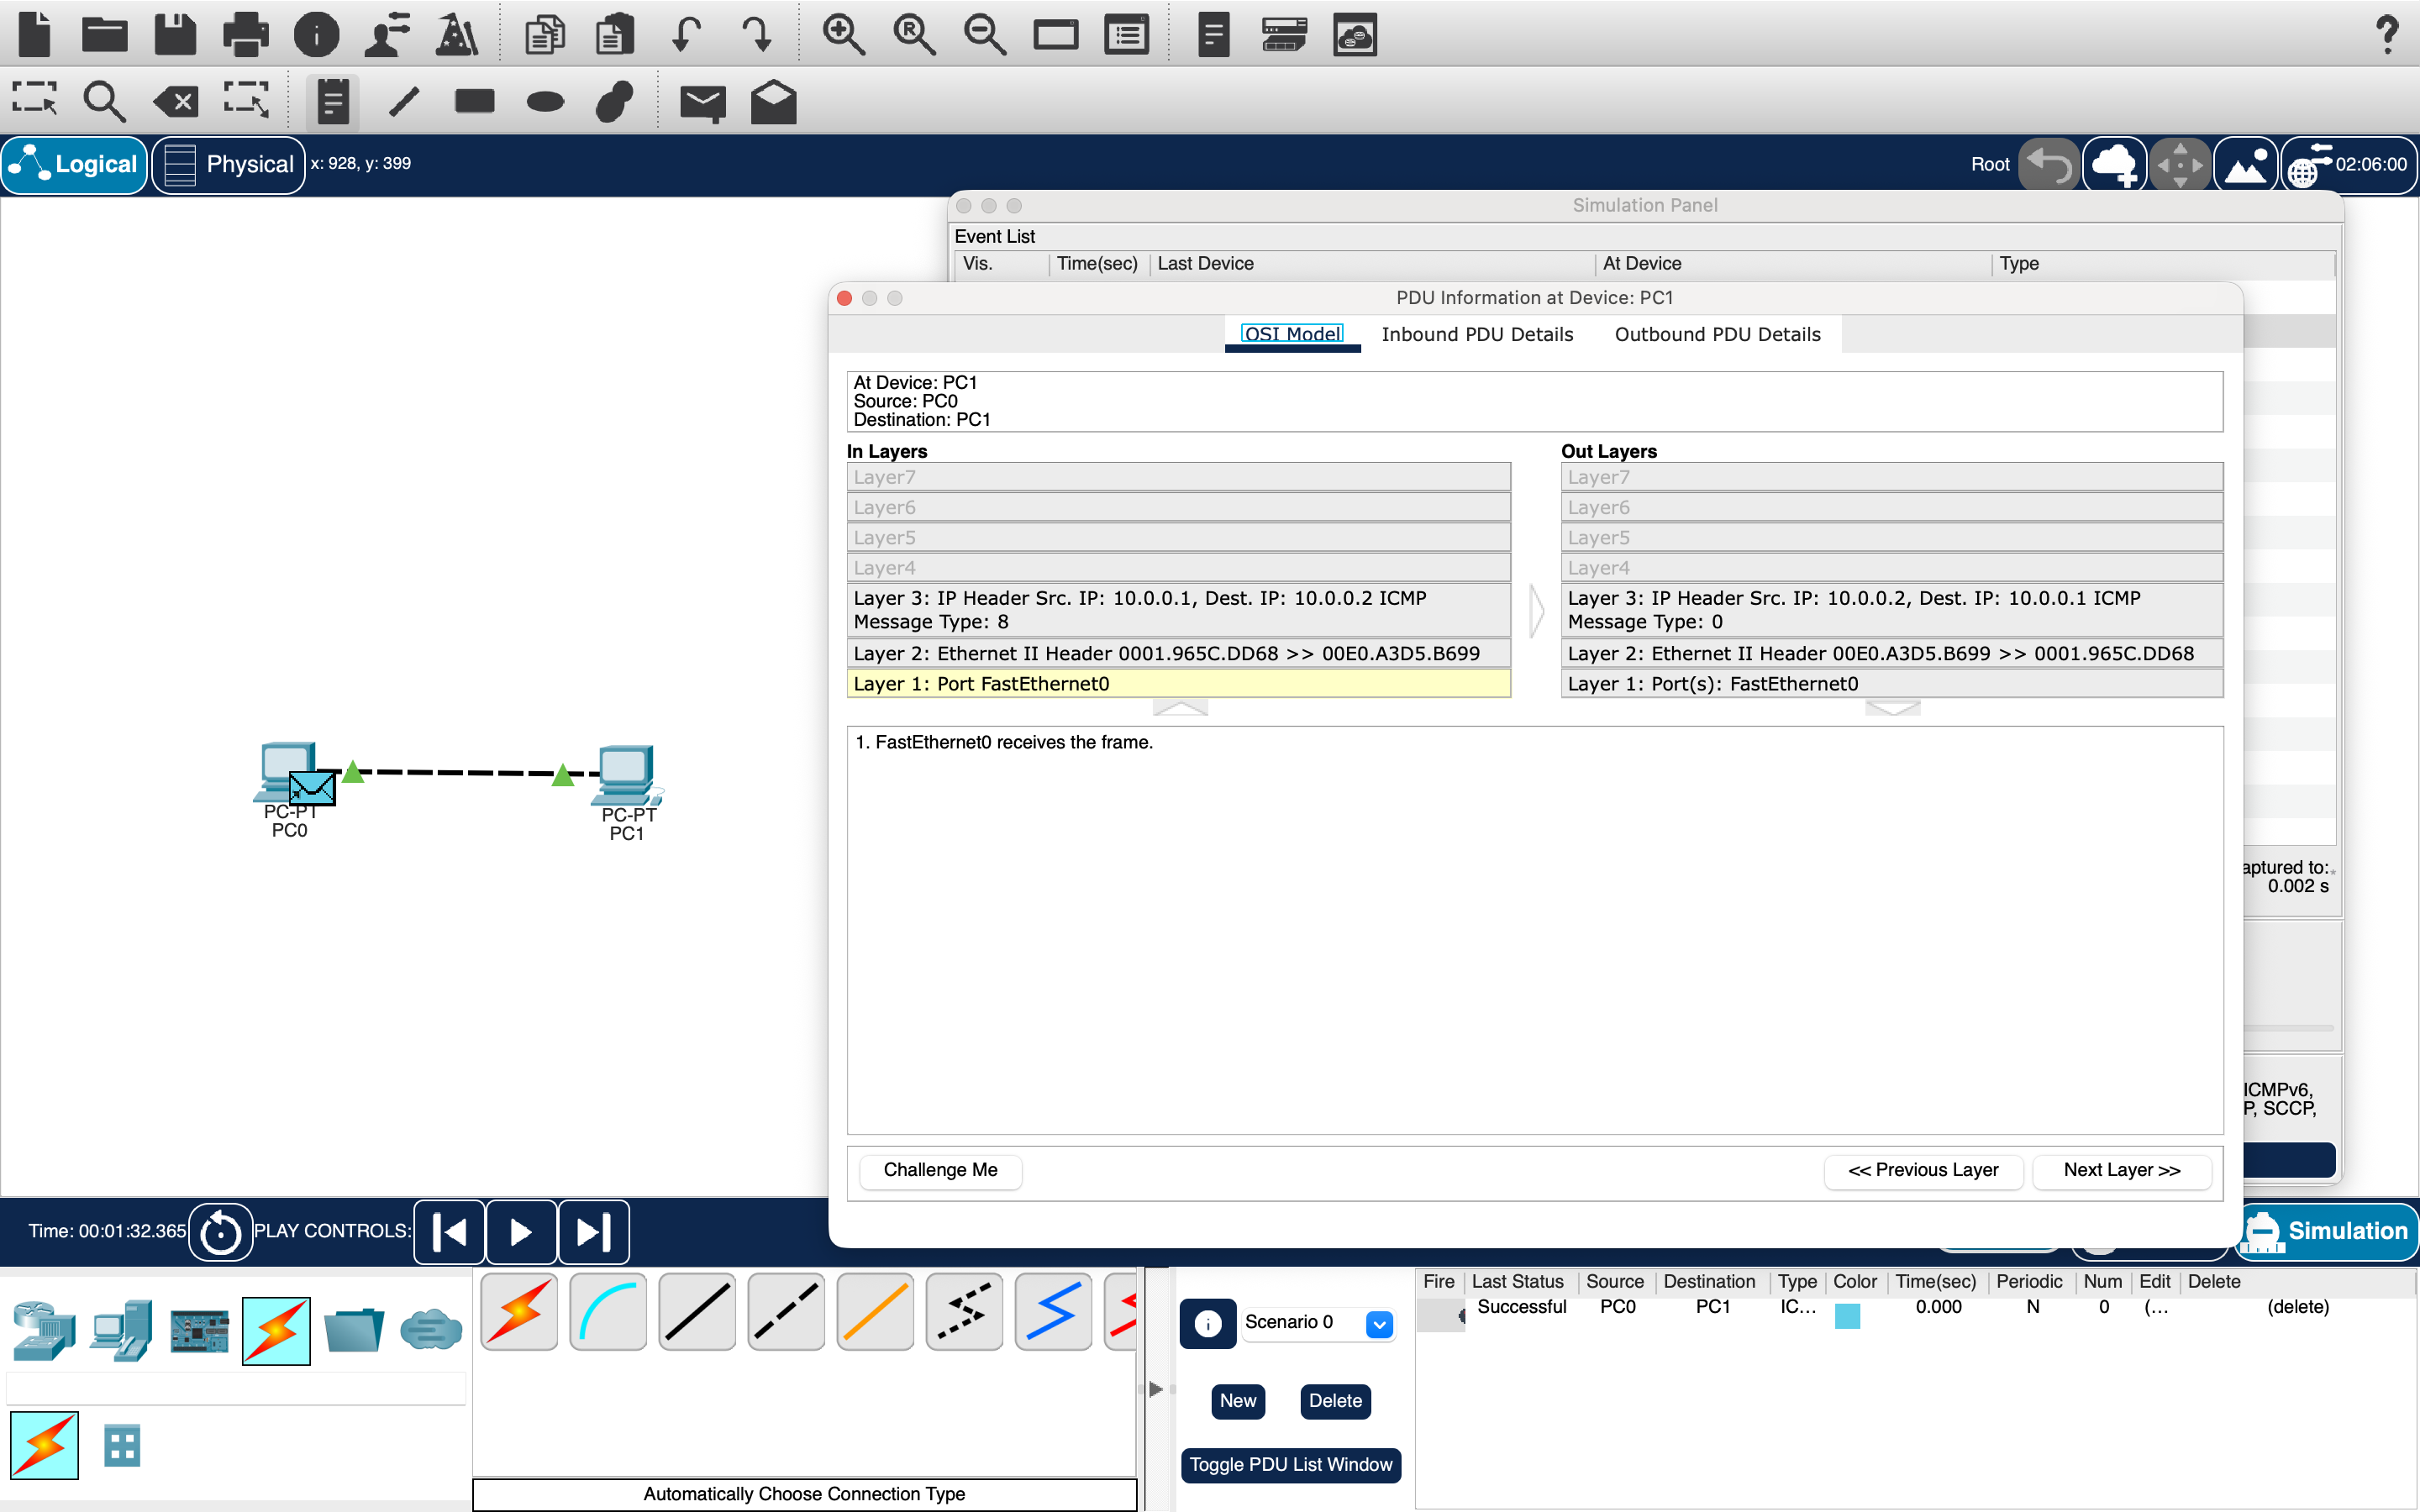 Logical
Physical
x: 928, y: 399
Root
02:06:00
Simulation Panel
Event List
Vis. Time(sec) Last Device At Device Type
PDU Information at Device: PC1
OSI Model Inbound PDU Details Outbound PDU Details
At Device: PC1
Source: PC0
Destination: PC1
In Layers
Layer7
Layer6
Layer5
Layer4
Layer 3: IP Header Src. IP: 10.0.0.1, Dest. IP: 10.0.0.2 ICMP
Message Type: 8
Layer 2: Ethernet II Header 0001.965C.DD68 >> 00E0.A3D5.B699
Layer 1: Port FastEthernet0
Out Layers
Layer7
Layer6
Layer5
Layer4
Layer 3: IP Header Src. IP: 10.0.0.2, Dest. IP: 10.0.0.1 ICMP
Message Type: 0
Layer 2: Ethernet II Header 00E0.A3D5.B699 >> 0001.965C.DD68
Layer 1: Port(s): FastEthernet0
1. FastEthernet0 receives the frame.
Challenge Me
<< Previous Layer
Next Layer >>
aptured to:
0.002 s
ICMPv6,
P, SCCP,
PC-PT
PC0
PC-PT
PC1
Time: 00:01:32.365
PLAY CONTROLS:
Simulation
Scenario 0
New
Delete
Toggle PDU List Window
Automatically Choose Connection Type
Fire Last Status Source Destination Type Color Time(sec) Periodic Num Edit Delete
Successful PC0 PC1 IC... 0.000 N 0 (... (delete)